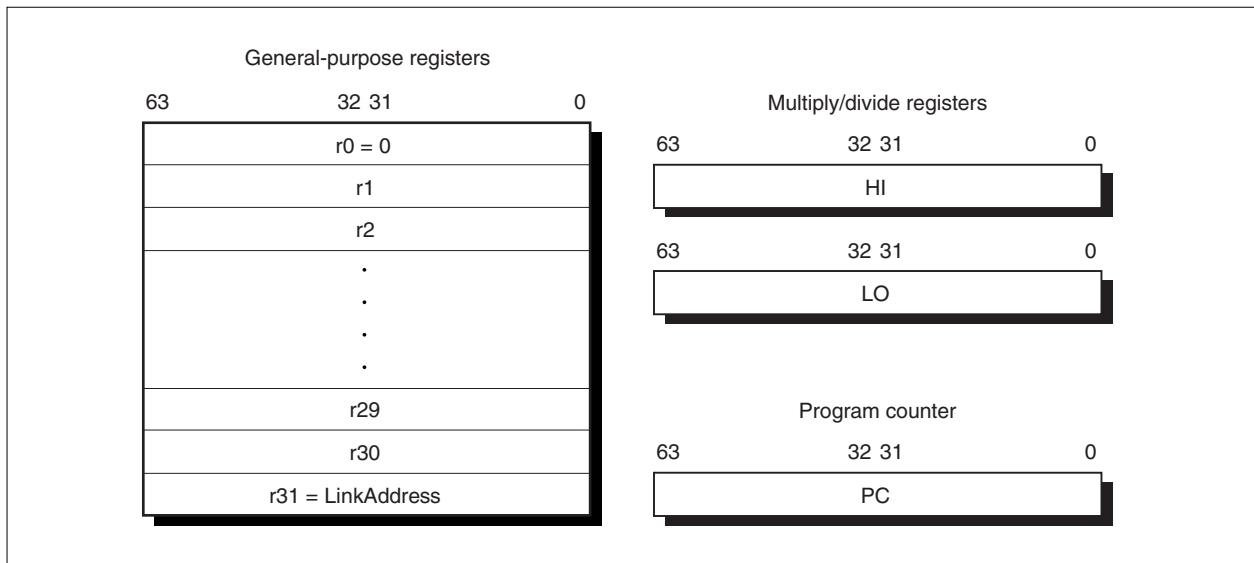 General-purpose registers
63 32 31 0
r0 = 0
r1
r2
r29
r30
r31 = LinkAddress
Multiply/divide registers
63 32 31 0
HI
63 32 31 0
LO
Program counter
63 32 31 0
PC